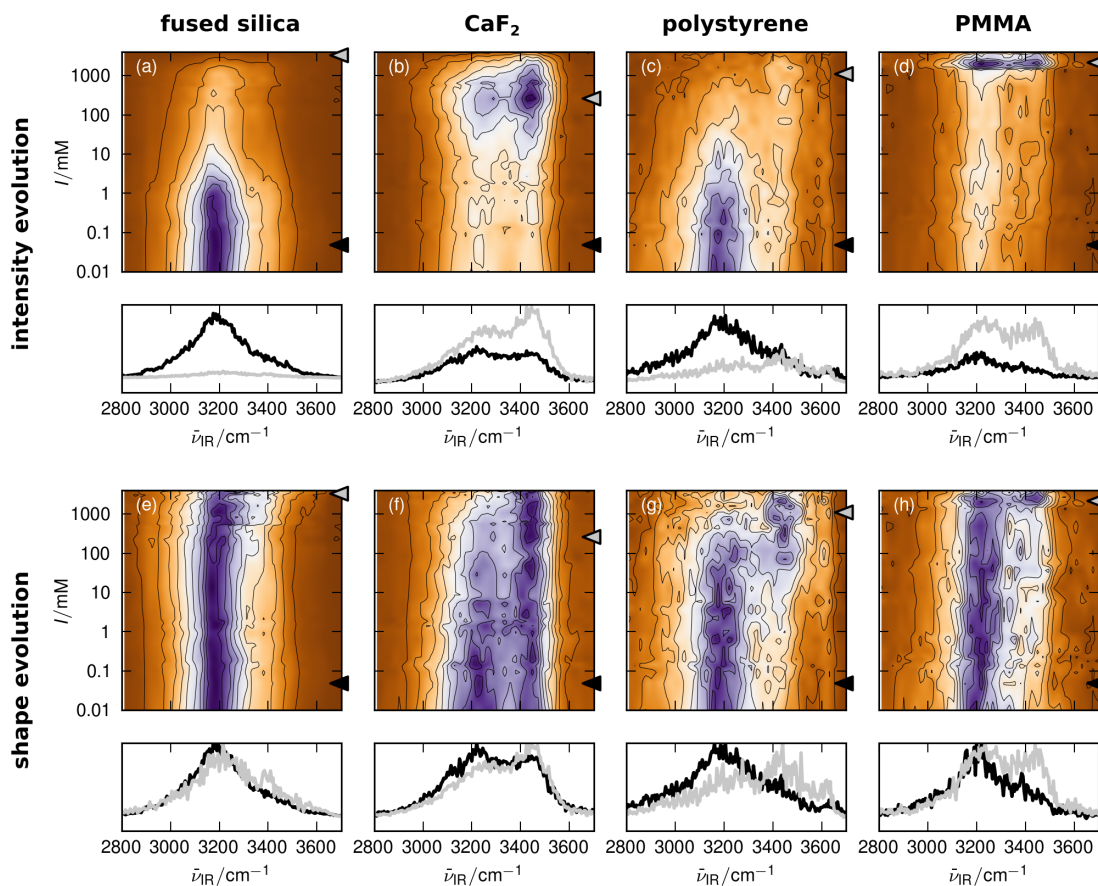 fused silica CaF₂ polystyrene PMMA
intensity evolution
(a) (b) (c) (d)
1000
100
10
1
0.1
0.01
I/mM
2800 3000 3200 3400 3600 2800 3000 3200 3400 3600 2800 3000 3200 3400 3600 2800 3000 3200 3400 3600
ν̄IR/cm⁻¹ ν̄IR/cm⁻¹ ν̄IR/cm⁻¹ ν̄IR/cm⁻¹
shape evolution
(e) (f) (g) (h)
1000
100
10
1
0.1
0.01
I/mM
2800 3000 3200 3400 3600 2800 3000 3200 3400 3600 2800 3000 3200 3400 3600 2800 3000 3200 3400 3600
ν̄IR/cm⁻¹ ν̄IR/cm⁻¹ ν̄IR/cm⁻¹ ν̄IR/cm⁻¹